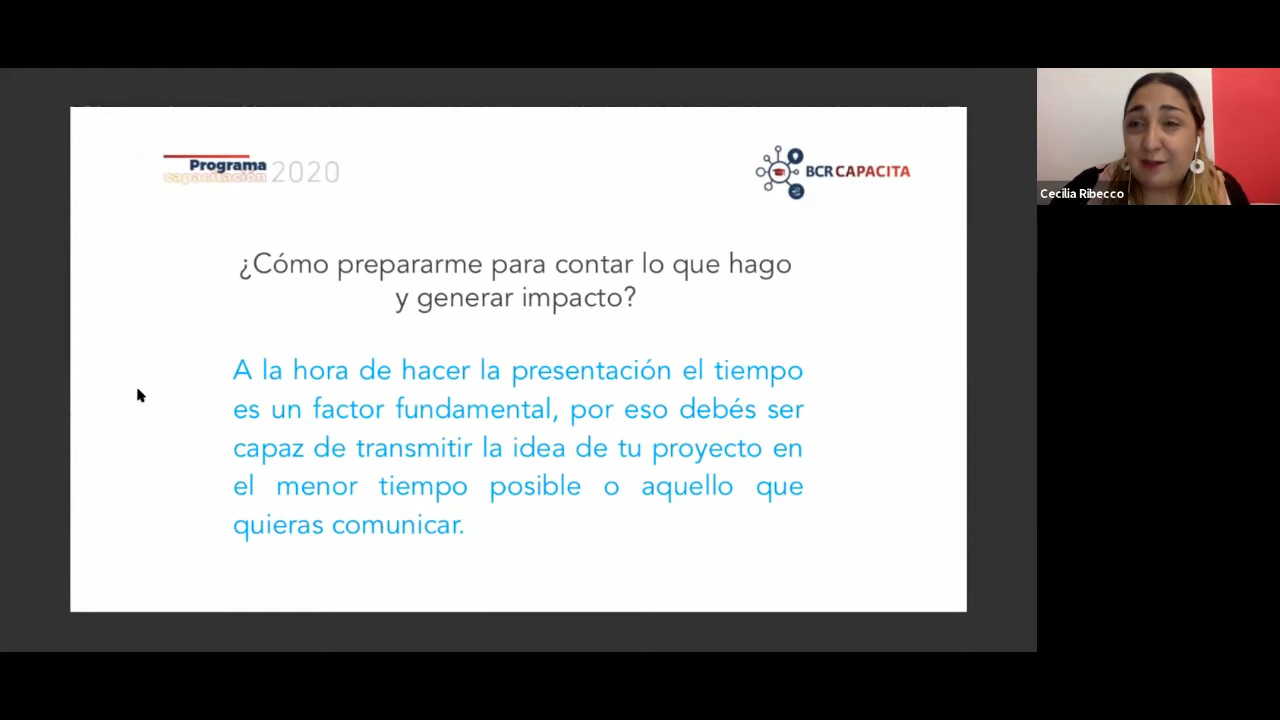 Programa
capacitación 2020
BCR CAPACITA
¿Cómo prepararme para contar lo que hago
y generar impacto?
A la hora de hacer la presentación el tiempo
es un factor fundamental, por eso debés ser
capaz de transmitir la idea de tu proyecto en
el menor tiempo posible o aquello que
quieras comunicar.
Cecilia Ribecco